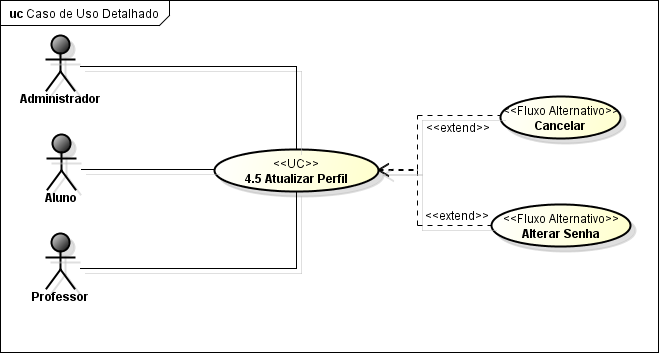 uc Caso de Uso Detalhado
Administrador
Aluno
Professor
<<UC>>
4.5 Atualizar Perfil
<<extend>>
<<extend>>
<<Fluxo Alternativo>>
Cancelar
<<Fluxo Alternativo>>
Alterar Senha